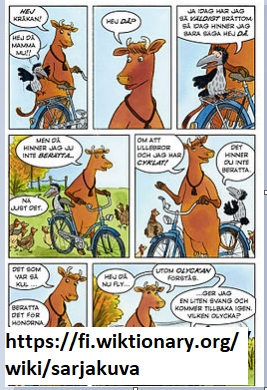 HEJ
KRÅKAN!
HEJ DÅ
MAMMA
MU!!
HEJ DÅ?
JA IDAG HAR JAG
SÅ VÄLDIGT BRÅTTOM.
SÅ IDAG HINNER JAG
BARA SÄGA HEJ DÅ.
MEN DÅ
HINNER JAG JU
INTE BERÄTTA...
NÄ
JUST DET.
OM ATT
LILLEBROR
OCH JAG HAR
CYKLAT!
DET
HINNER
DU INTE
BERÄTTA.
DET SOM
VAR SÅ
KUL ...
BERÄTTA
DET FÖR
HÖNORNA
HEJ DÅ
NU FLY...
UTOM OLYCKAN
FÖRSTÅS.
...GER JAG
EN LITEN SVÄNG OCH
KOMMER TILLBAKA IGEN.
VILKEN OLYCKA?
https://fi.wiktionary.org/
wiki/sarjakuva